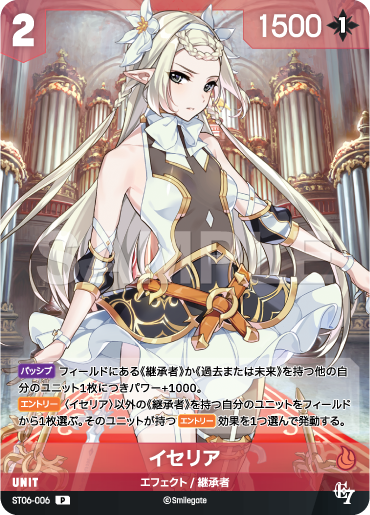 2
1500 1
SAMPLE
パッシブ フィールドにある《継承者》か《過去または未来》を持つ他の自
分のユニット1枚につきパワー+1000。
エントリー 〈イセリア〉以外の《継承者》を持つ自分のユニットをフィールド
から1枚選ぶ。そのユニットが持つ エントリー 効果を1つ選んで発動する。
イセリア
UNIT
エフェクト / 継承者
ST06-006 P
©Smilegate
E7